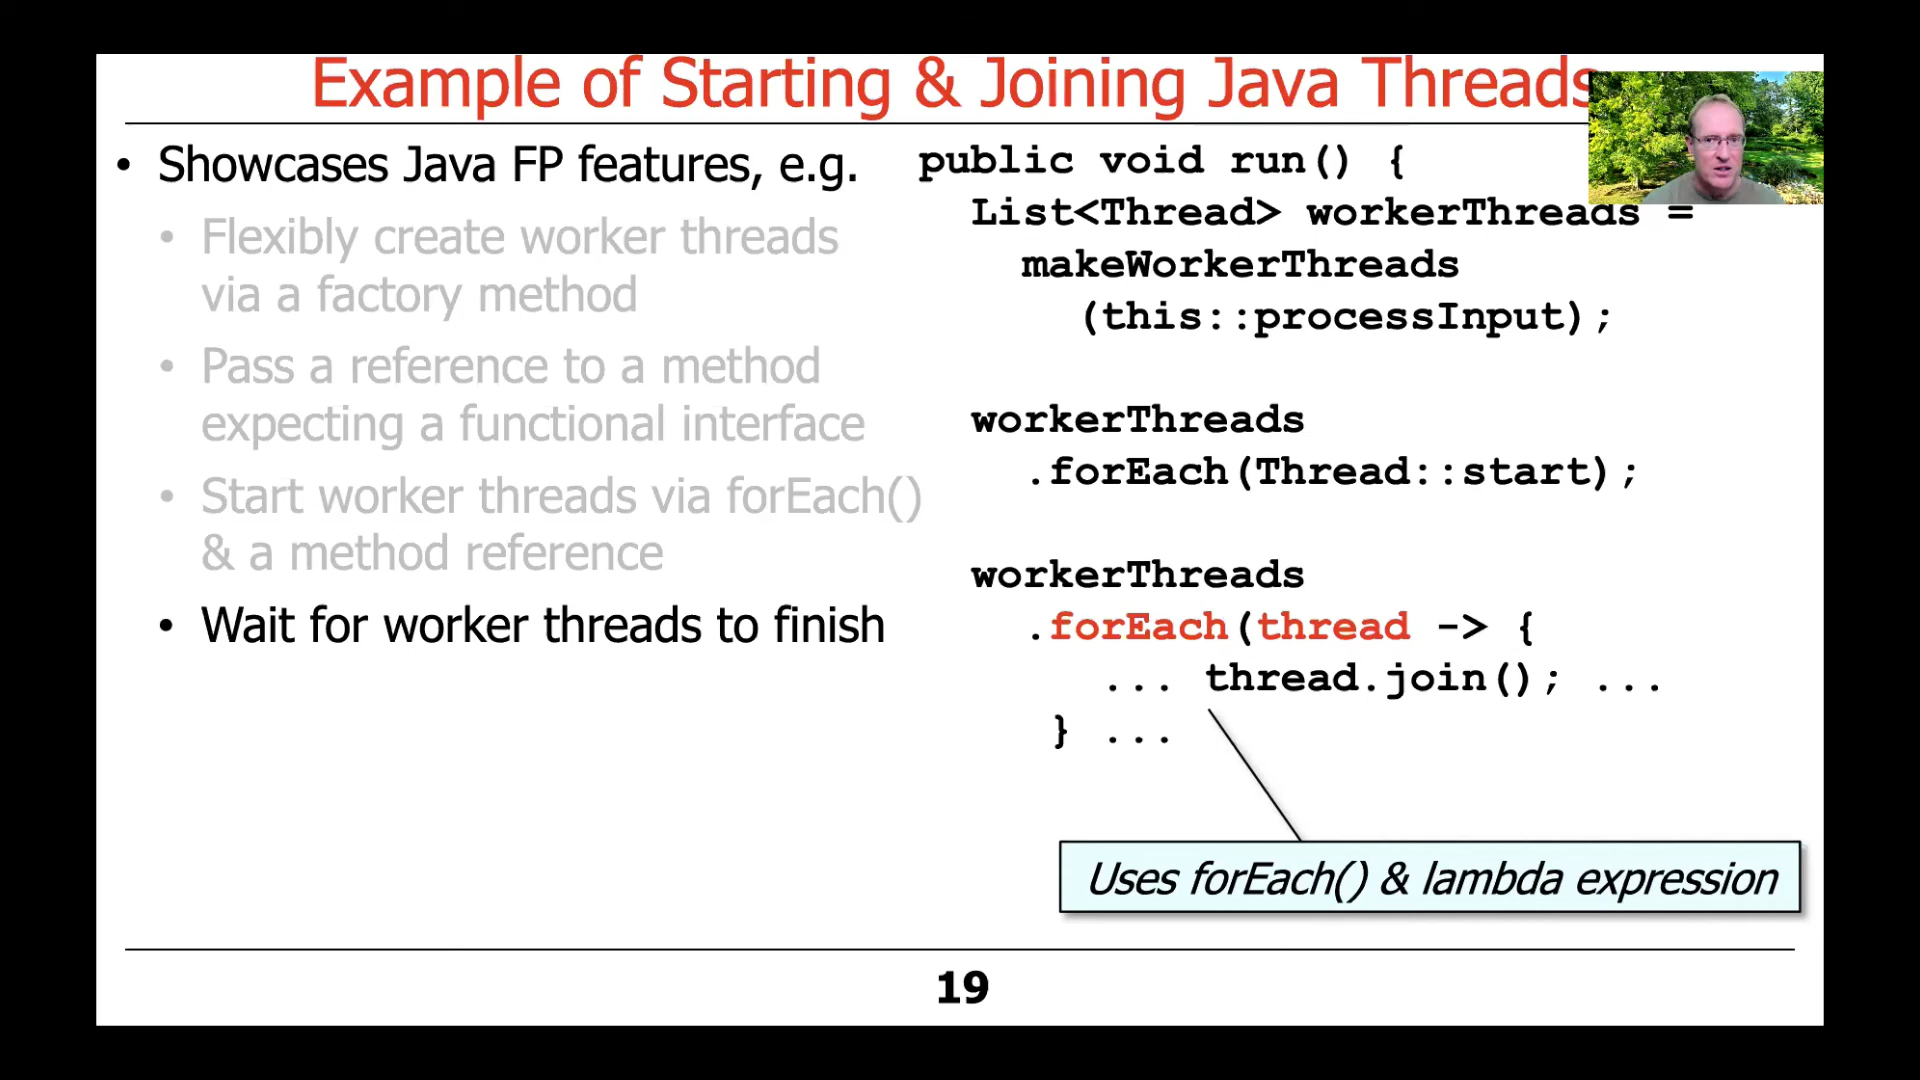 Example of Starting & Joining Java Threads
• Showcases Java FP features, e.g.
• Flexibly create worker threads
via a factory method
• Pass a reference to a method
expecting a functional interface
• Start worker threads via forEach()
& a method reference
• Wait for worker threads to finish
public void run() {
List<Thread> workerThreads =
makeWorkerThreads
(this::processInput);
workerThreads
.forEach(Thread::start);
workerThreads
.forEach(thread -> {
... thread.join(); ...
} ...
Uses forEach() & lambda expression
19